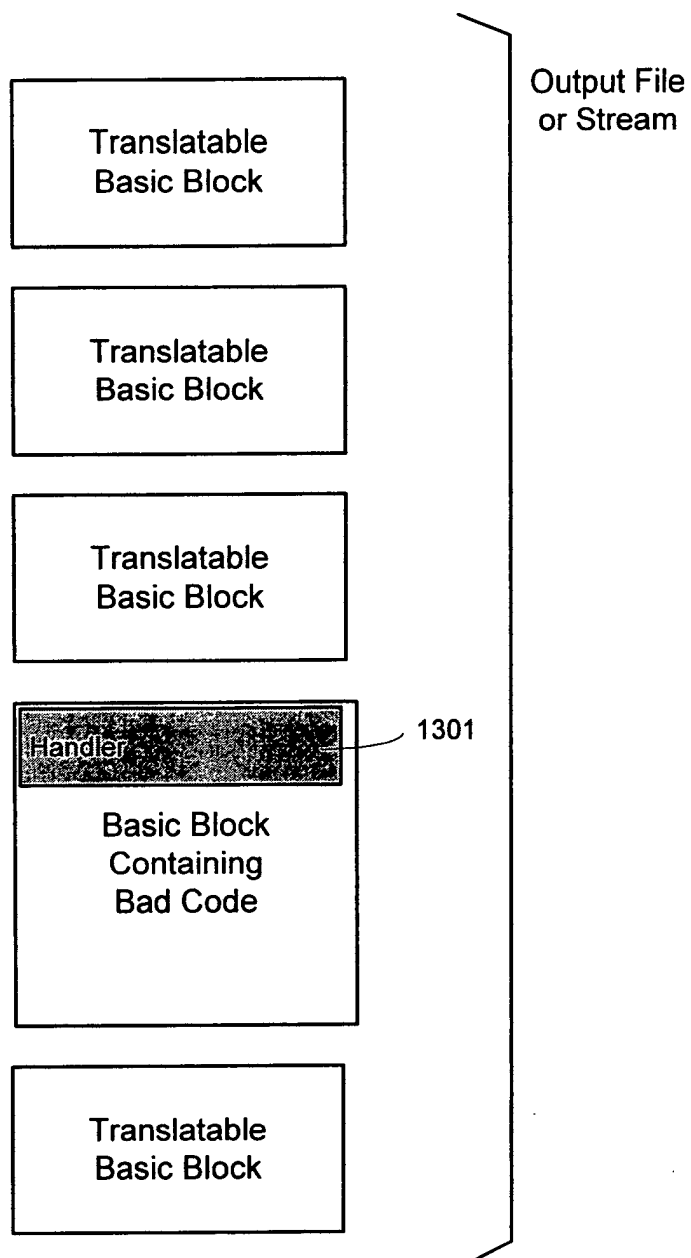 Output File
or Stream
Translatable
Basic Block
Translatable
Basic Block
Translatable
Basic Block
Handler
1301
Basic Block
Containing
Bad Code
Translatable
Basic Block